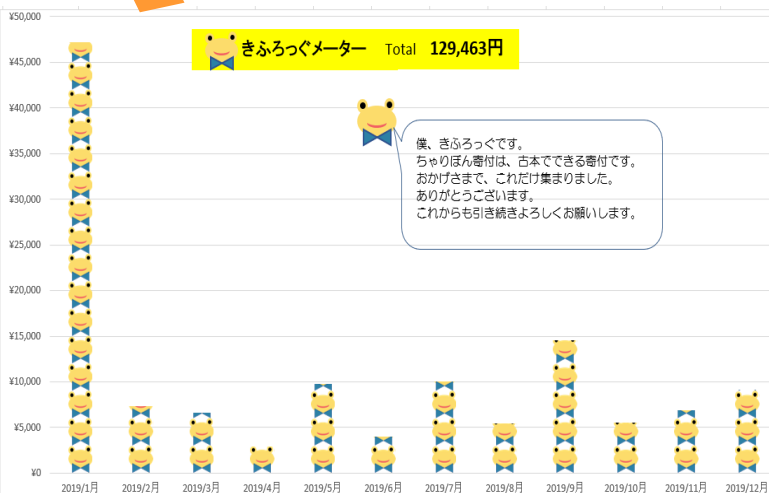 ¥50,000
きふろっぐメーター Total 129,463円
¥45,000
¥40,000
僕、きふろっぐです。
ちゃりぼん寄付は、古本でできる寄付です。
おかげさまで、これだけ集まりました。
ありがとうございます。
これからも引き続きよろしくお願いします。
¥35,000
¥30,000
¥25,000
¥20,000
¥15,000
¥10,000
¥5,000
¥0
2019/1月 2019/2月 2019/3月 2019/4月 2019/5月 2019/6月 2019/7月 2019/8月 2019/9月 2019/10月 2019/11月 2019/12月